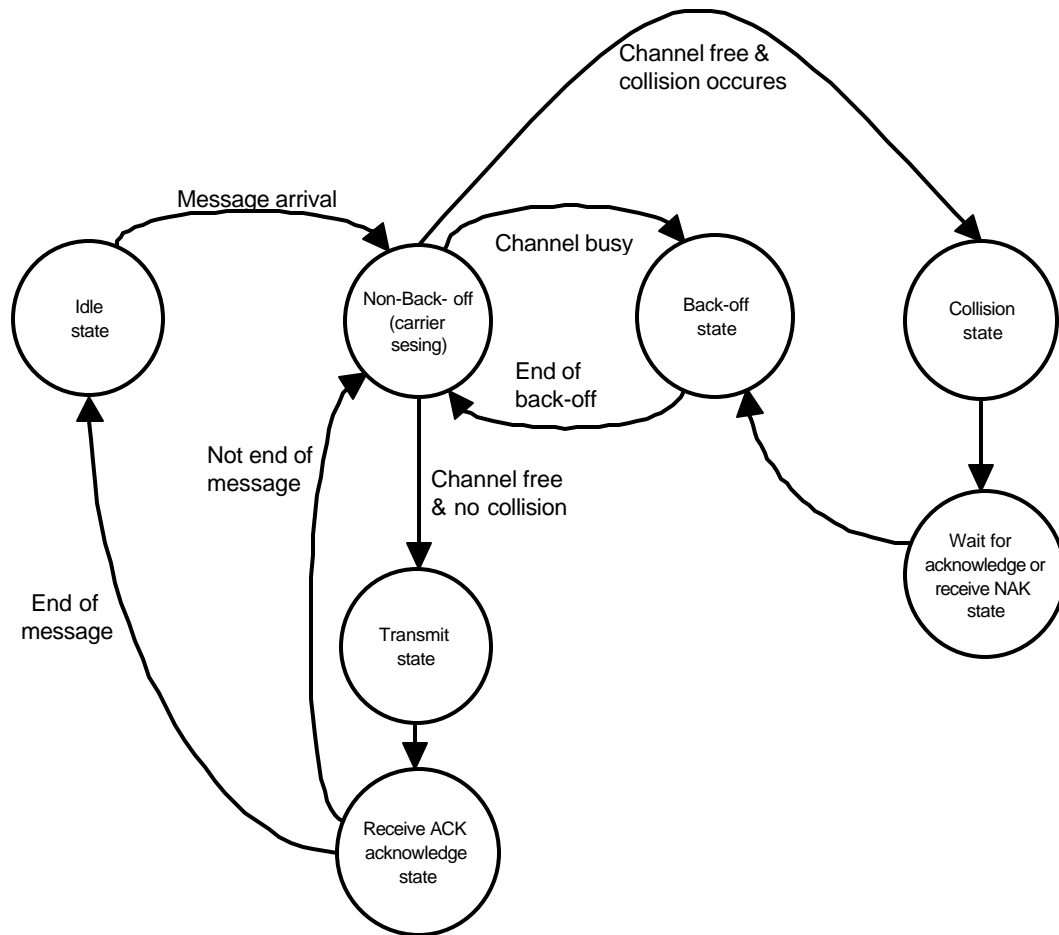 Channel free &
collision occures
Message arrival
Channel busy
Idle
state
Non-Back- off
(carrier
sesing)
Back-off
state
Collision
state
End of
back-off
Not end of
message
Channel free
& no collision
Wait for
acknowledge or
receive NAK
state
End of
message
Transmit
state
Receive ACK
acknowledge
state